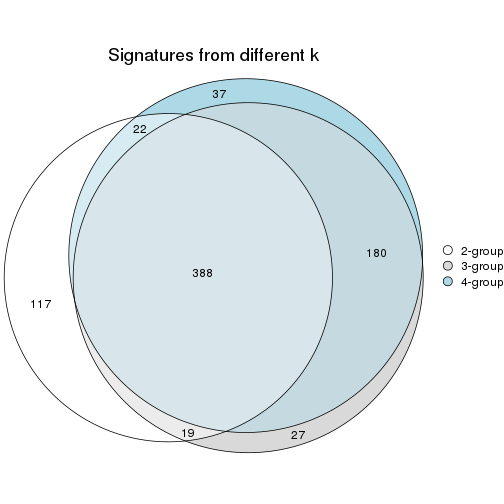 Signatures from different k
37
22
180
2-group
3-group
4-group
388
117
19
27